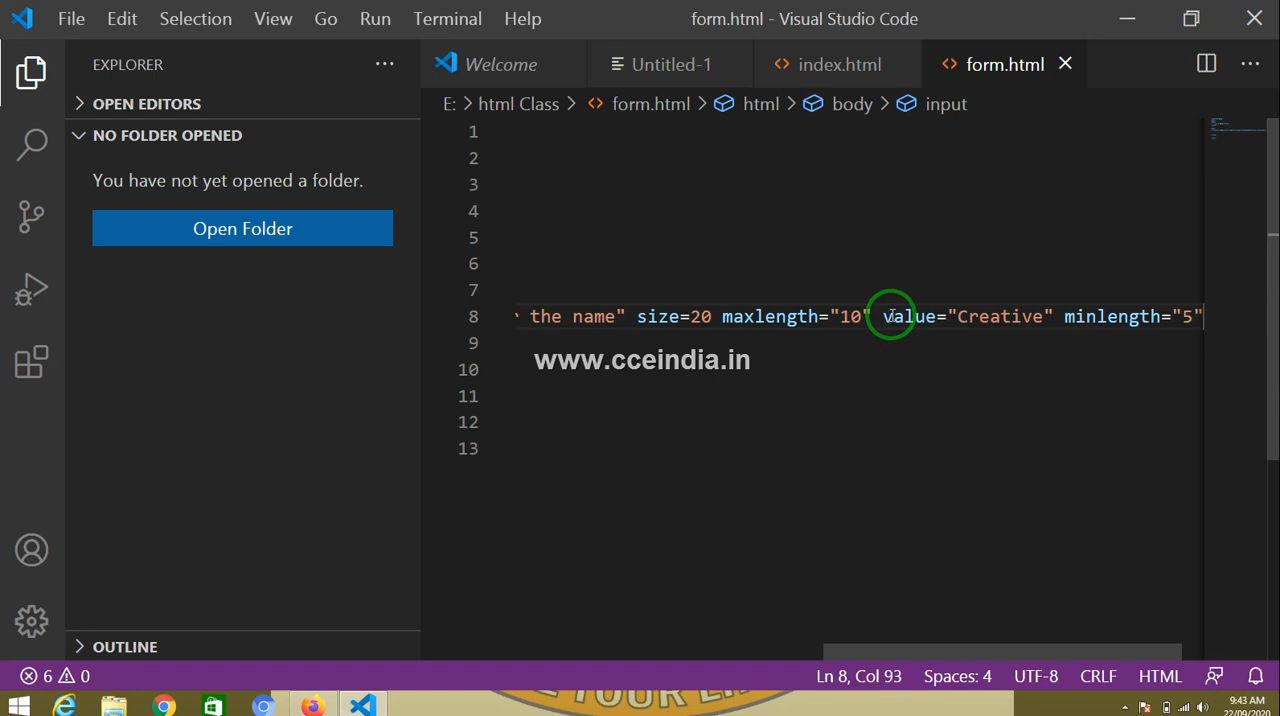 File Edit Selection View Go Run Terminal Help form.html - Visual Studio Code
EXPLORER
Welcome Untitled-1 index.html form.html
OPEN EDITORS
E: > html Class > form.html > html > body > input
NO FOLDER OPENED
You have not yet opened a folder.
Open Folder
1
2
3
4
5
6
7
8 the name" size=20 maxlength="10" value="Creative" minlength="5"
9
www.cceindia.in
10
11
12
13
OUTLINE
6 0 Ln 8, Col 93 Spaces: 4 UTF-8 CRLF HTML
9:43 AM
22/09/2020